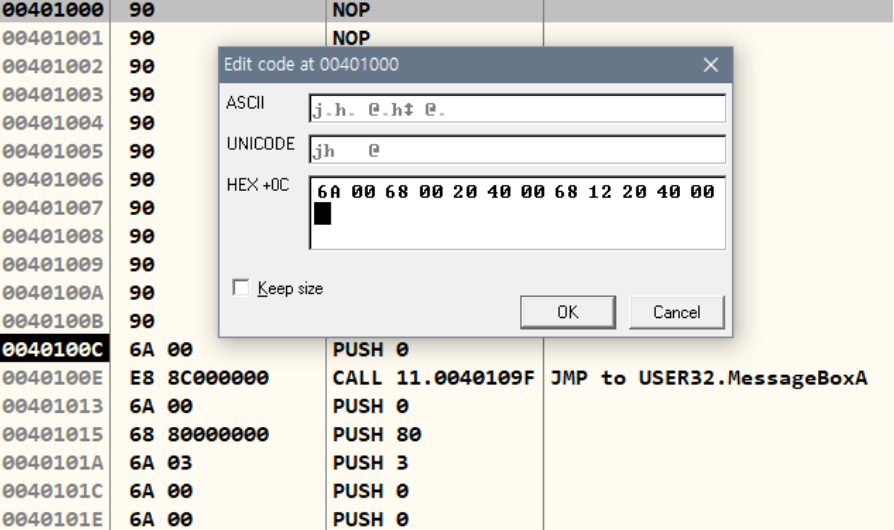 00401000 90 NOP
00401001 90 NOP
00401002 90
00401003 90
00401004 90
00401005 90
00401006 90
00401007 90
00401008 90
00401009 90
0040100A 90
0040100B 90
0040100C 6A 00 PUSH 0
0040100E E8 8C000000 CALL 11.0040109F JMP to USER32.MessageBoxA
00401013 6A 00 PUSH 0
00401015 68 80000000 PUSH 80
0040101A 6A 03 PUSH 3
0040101C 6A 00 PUSH 0
0040101E 6A 00 PUSH 0
Edit code at 00401000
ASCII j.h. @.h‡ @.
UNICODE jh @
HEX +0C 6A 00 68 00 20 40 00 68 12 20 40 00
Keep size
OK Cancel